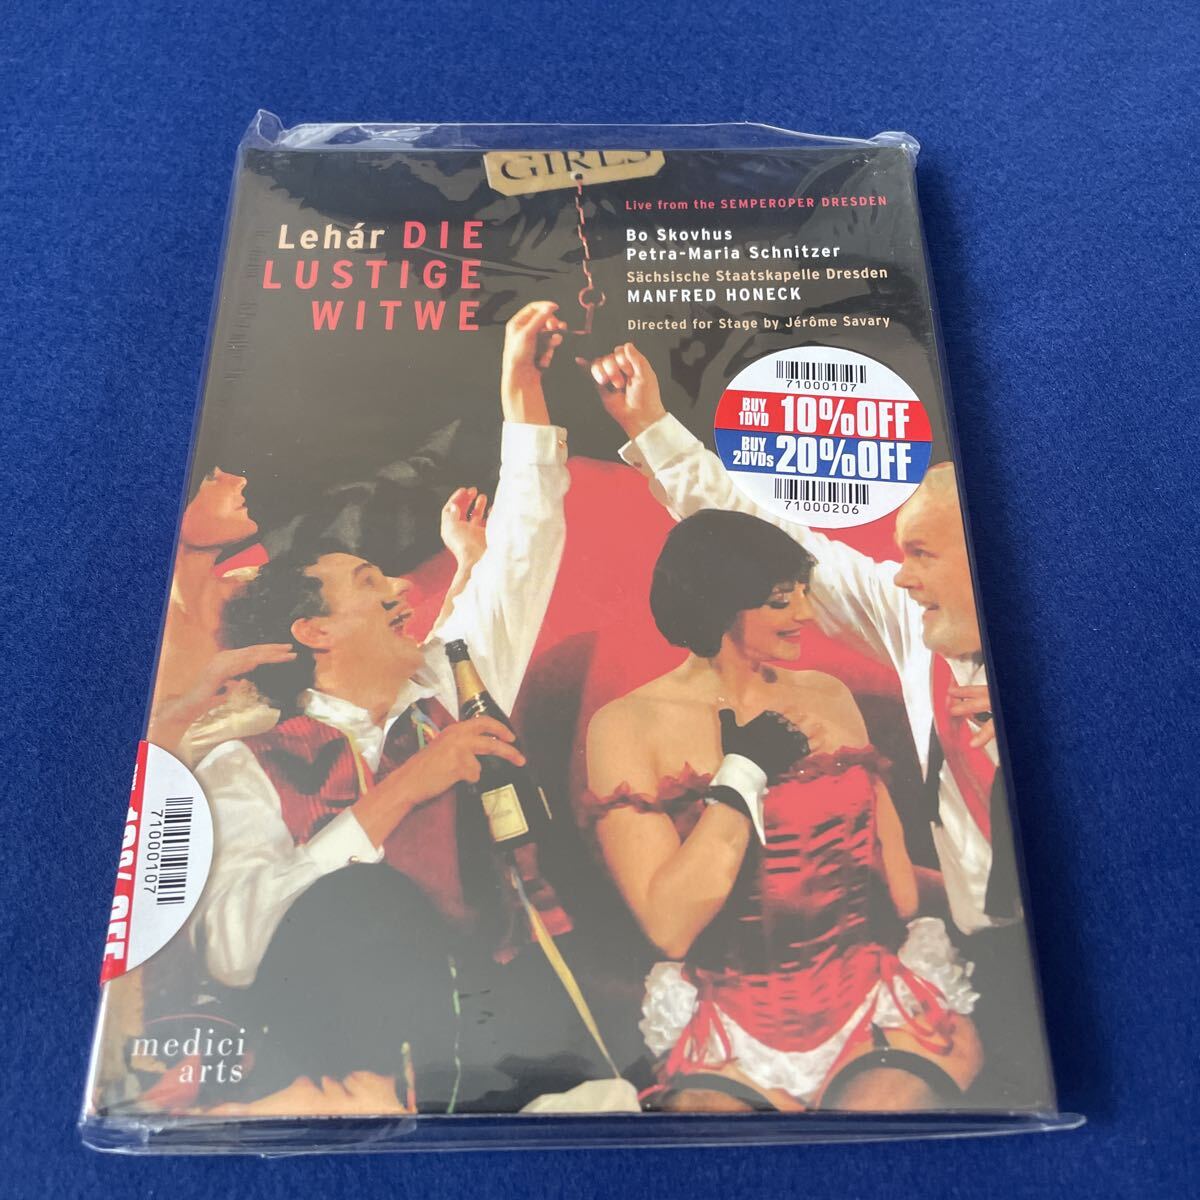 GIRLS
Lehár DIE
LUSTIGE
WITWE
Live from the SEMPEROPER DRESDEN
Bo Skovhus
Petra-Maria Schnitzer
Sächsische Staatskapelle Dresden
MANFRED HONECK
Directed for Stage by Jérôme Savary
71000107
BUY
1DVD
10%OFF
BUY
2DVDs
20%OFF
71000206
71000107
10% OFF
medici
arts